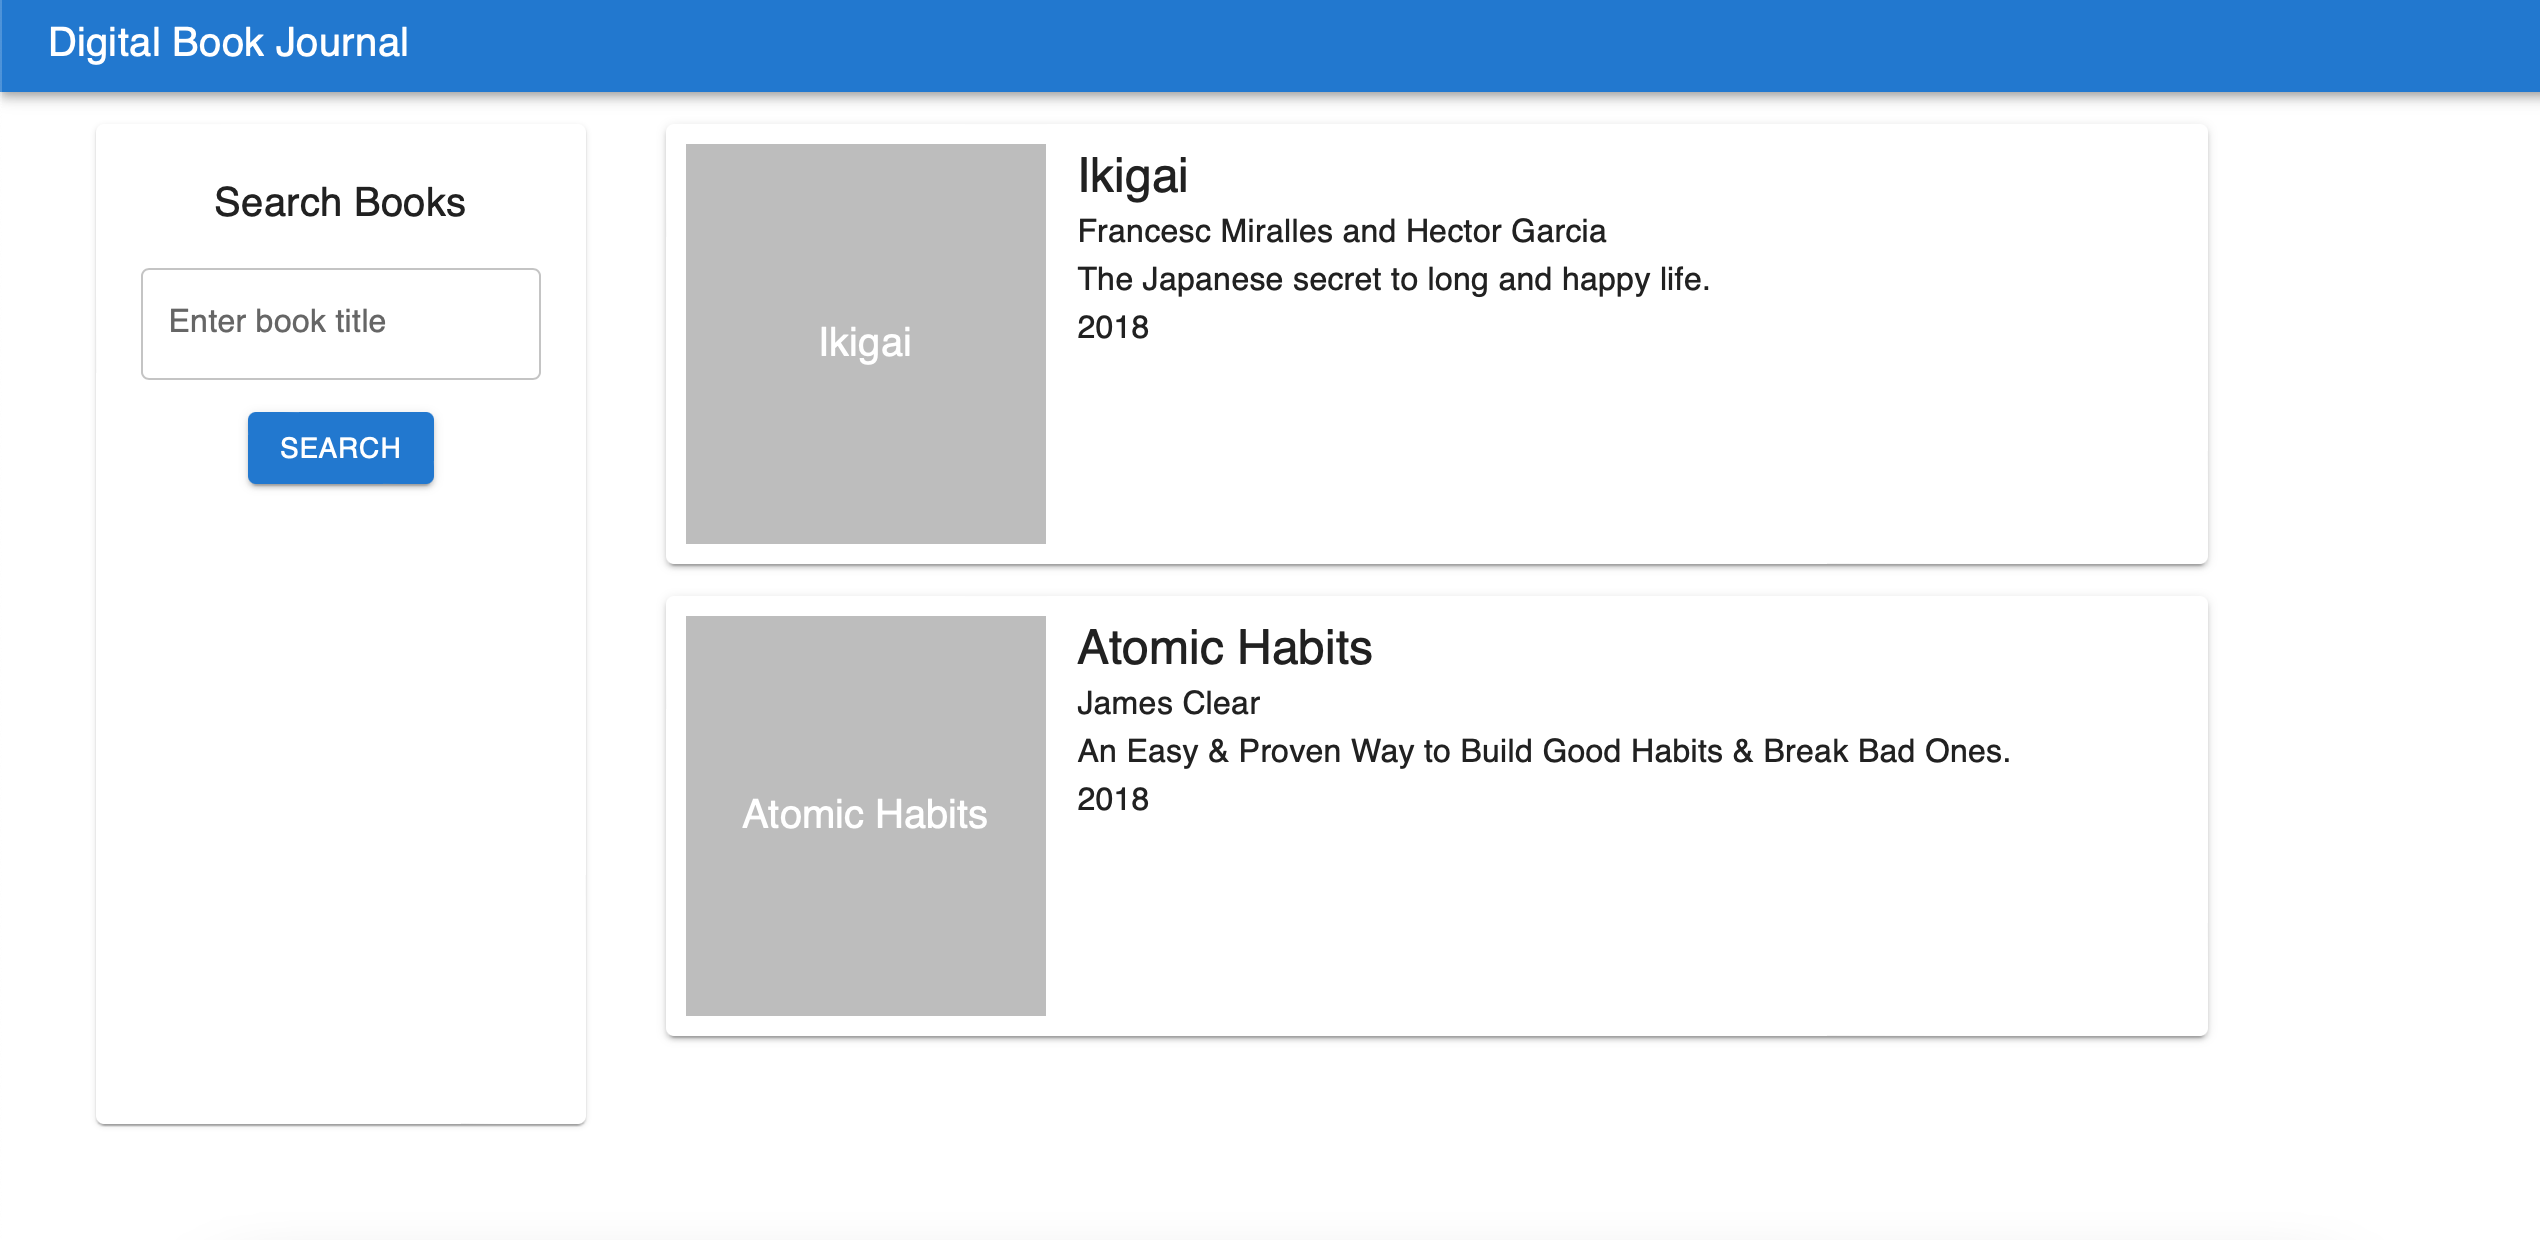 Digital Book Journal
Search Books
Enter book title
SEARCH
Ikigai
Ikigai
Francesc Miralles and Hector Garcia
The Japanese secret to long and happy life.
2018
Atomic Habits
Atomic Habits
James Clear
An Easy & Proven Way to Build Good Habits & Break Bad Ones.
2018